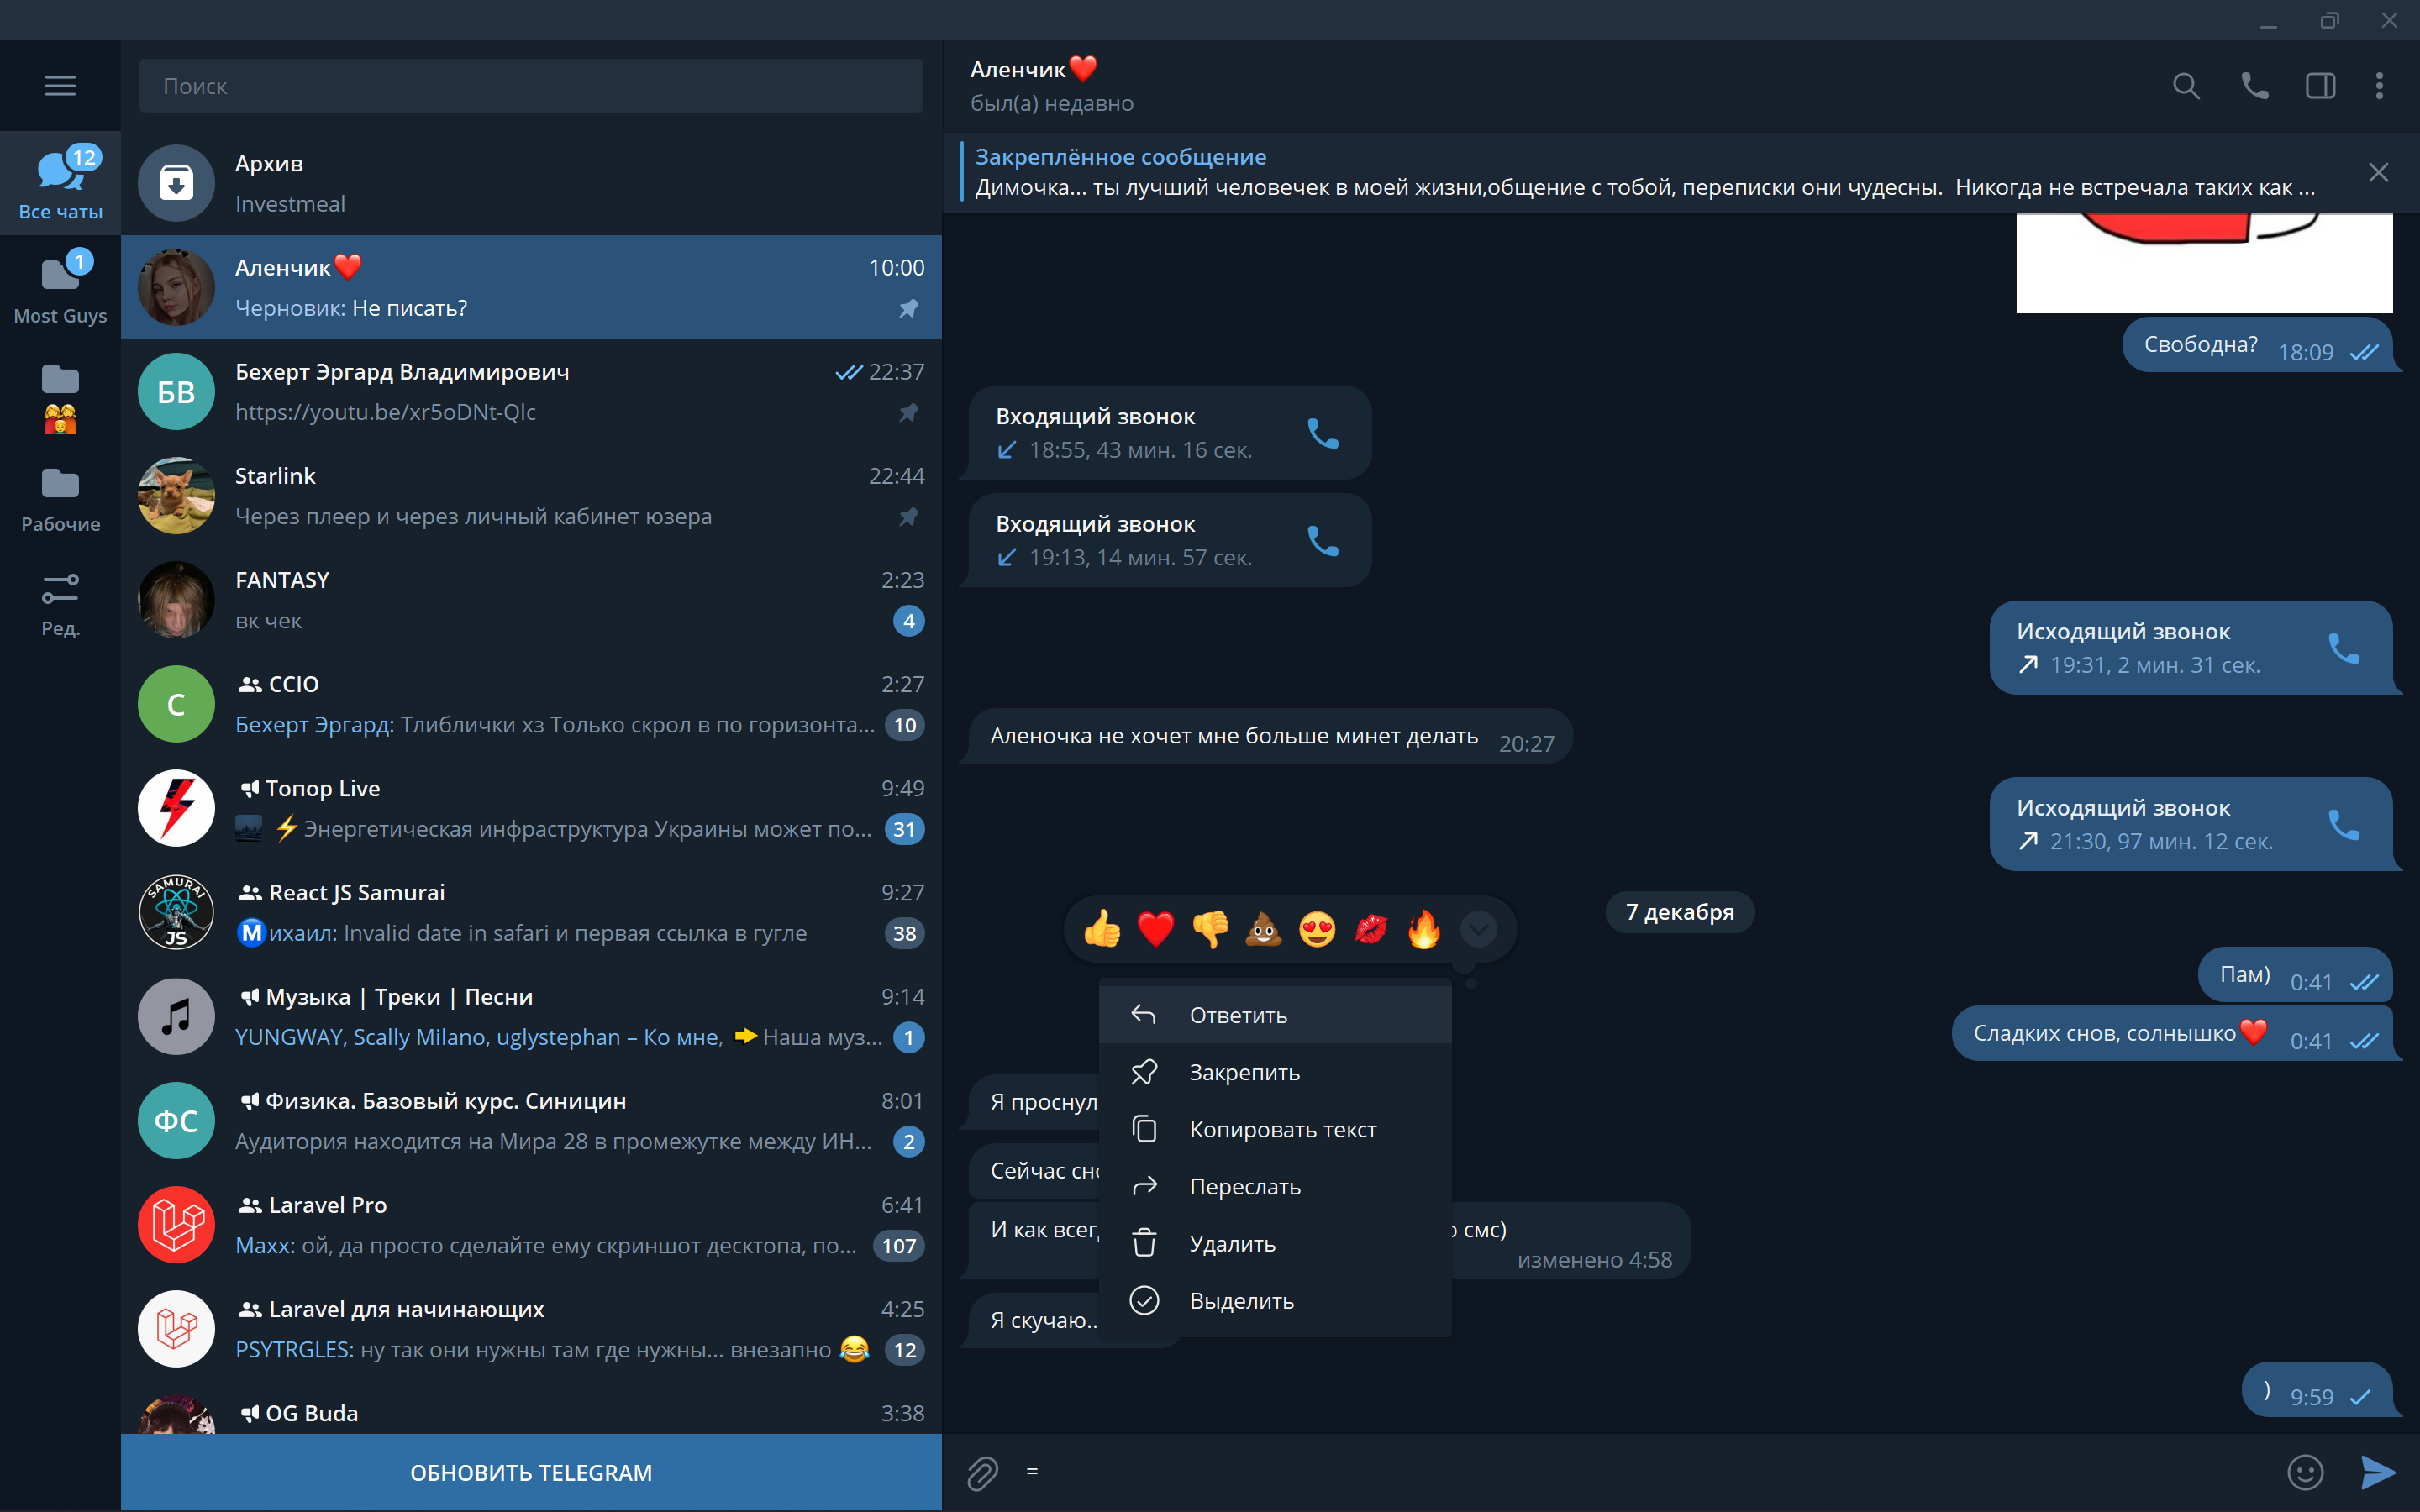 Поиск
12
Все чаты
1
Most Guys
Рабочие
Ред.
Архив
Investmeal
Аленчик❤️ 10:00
Черновик: Не писать?
БВ
Бехерт Эргард Владимирович 22:37
https://youtu.be/xr5oDNt-Qlc
Starlink 22:44
Через плеер и через личный кабинет юзера
FANTASY 2:23
вк чек 4
C
CCIO 2:27
Бехерт Эргард: Тлиблички хз Только скрол в по горизонта... 10
Топор Live 9:49
⚡Энергетическая инфраструктура Украины может по... 31
SAMURAI
JS
React JS Samurai 9:27
Ⓜ️ихаил: Invalid date in safari и первая ссылка в гугле 38
Музыка | Треки | Песни 9:14
YUNGWAY, Scally Milano, uglystephan – Ко мне, Наша муз... 1
ФС
Физика. Базовый курс. Синицин 8:01
Аудитория находится на Мира 28 в промежутке между ИН... 2
Laravel Pro 6:41
Maxx: ой, да просто сделайте ему скриншот десктопа, по... 107
Laravel для начинающих 4:25
PSYTRGLES: ну так они нужны там где нужны... внезапно 😂 12
OG Buda 3:38
ОБНОВИТЬ TELEGRAM
Аленчик❤️
был(а) недавно
Закреплённое сообщение
Димочка... ты лучший человечек в моей жизни,общение с тобой, переписки они чудесны. Никогда не встречала таких как ...
Свободна? 18:09
Входящий звонок
18:55, 43 мин. 16 сек.
Входящий звонок
19:13, 14 мин. 57 сек.
Исходящий звонок
19:31, 2 мин. 31 сек.
Аленочка не хочет мне больше минет делать 20:27
Исходящий звонок
21:30, 97 мин. 12 сек.
7 декабря
Пам) 0:41
Сладких снов, солнышко❤️ 0:41
Ответить
Закрепить
Копировать текст
Переслать
Удалить
Выделить
Я проснул
Сейчас
И как смс)
изменено 4:58
Я скучаю..
) 9:59
=